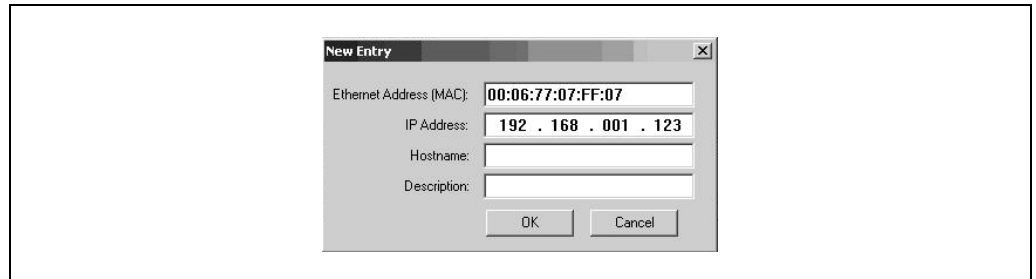 New Entry
Ethernet Address (MAC): 00:06:77:07:FF:07
IP Address: 192 . 168 . 001 . 123
Hostname:
Description:
OK Cancel